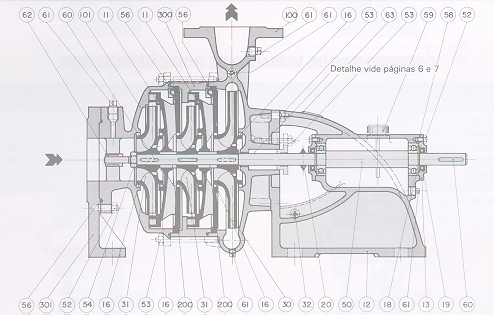 62 61 60 101 11 56 11 300 56 100 61 61 16 53 63 53 59 58 52
Detalhe vide páginas 6 e 7
56 301 52 54 16 31 53 16 200 31 200 61 16 30 32 20 50 12 18 61 13 19 60